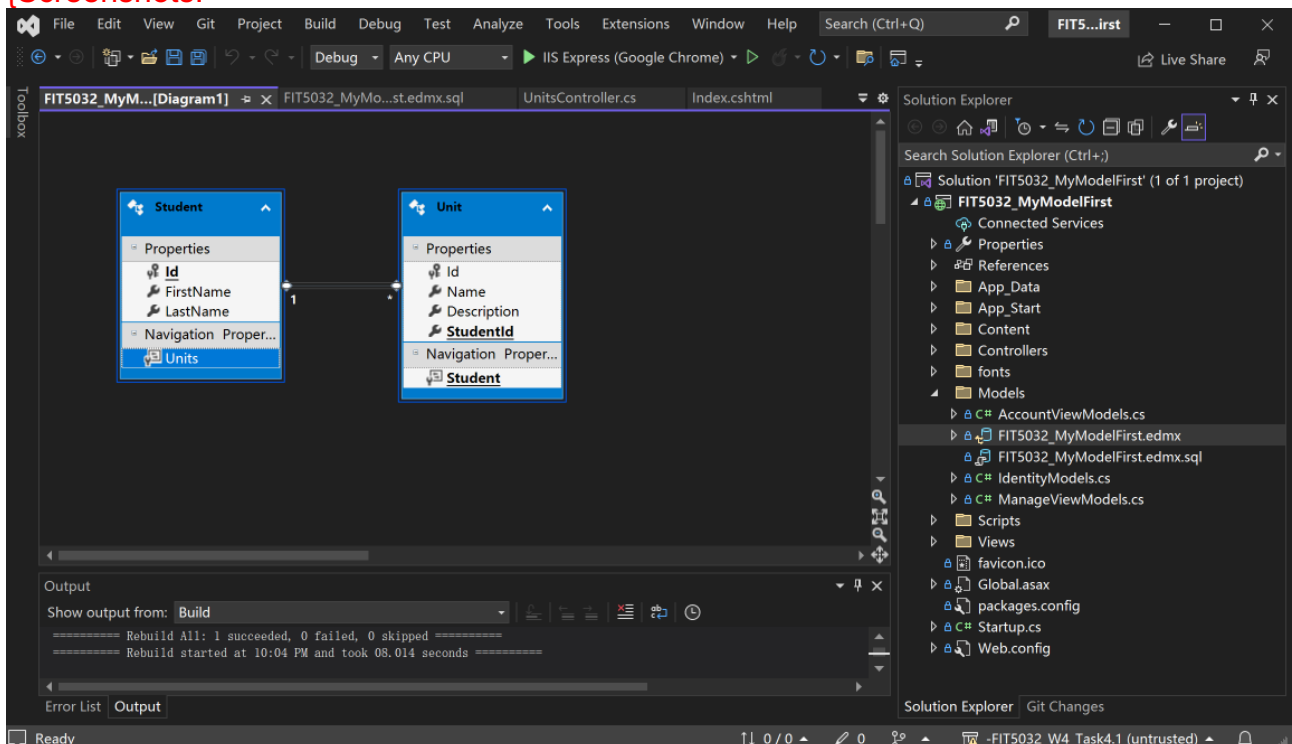 File Edit View Git Project Build Debug Test Analyze Tools Extensions Window Help Search (Ctrl+Q) FIT5...irst
Debug Any CPU IIS Express (Google Chrome) Live Share
Toolbox
FIT5032_MyM...[Diagram1] FIT5032_MyMo...st.edmx.sql UnitsController.cs Index.cshtml
Student
Properties
Id
FirstName
LastName
Navigation Proper...
Units
1
*
Unit
Properties
Id
Name
Description
StudentId
Navigation Proper...
Student
Output
Show output from: Build
========== Rebuild All: 1 succeeded, 0 failed, 0 skipped ==========
========== Rebuild started at 10:04 PM and took 08.014 seconds ==========
Error List Output
Solution Explorer
Search Solution Explorer (Ctrl+;)
Solution 'FIT5032_MyModelFirst' (1 of 1 project)
FIT5032_MyModelFirst
Connected Services
Properties
References
App_Data
App_Start
Content
Controllers
fonts
Models
C# AccountViewModels.cs
FIT5032_MyModelFirst.edmx
FIT5032_MyModelFirst.edmx.sql
C# IdentityModels.cs
C# ManageViewModels.cs
Scripts
Views
favicon.ico
Global.asax
packages.config
C# Startup.cs
Web.config
Solution Explorer Git Changes
Ready 0 / 0 0 -FIT5032_W4_Task4.1 (untrusted)